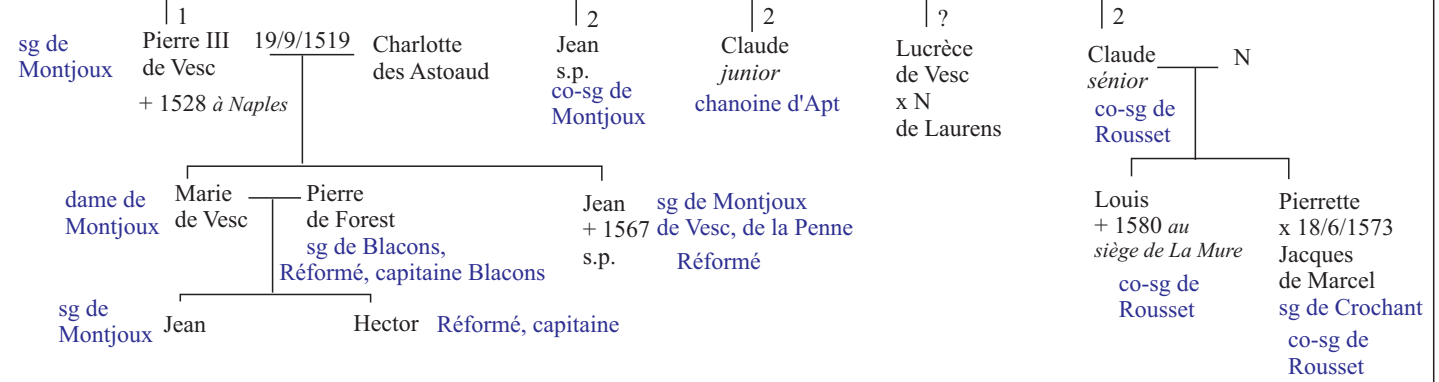 1
2
2
?
2
sg de
Montjoux
Pierre III
de Vesc
+ 1528 à Naples
19/9/1519
Charlotte
des Astoaud
Jean
s.p.
co-sg de
Montjoux
Claude
junior
chanoine d'Apt
Lucrèce
de Vesc
x N
de Laurens
Claude
sénior
co-sg de
Rousset
N
dame de
Montjoux
Marie
de Vesc
Pierre
de Forest
sg de Blacons,
Réformé, capitaine Blacons
Jean
+ 1567
s.p.
sg de Montjoux
de Vesc, de la Penne
Réformé
Louis
+ 1580 au
siège de La Mure
co-sg de
Rousset
Pierrette
x 18/6/1573
Jacques
de Marcel
sg de Crochant
co-sg de
Rousset
sg de
Montjoux
Jean
Hector
Réformé, capitaine